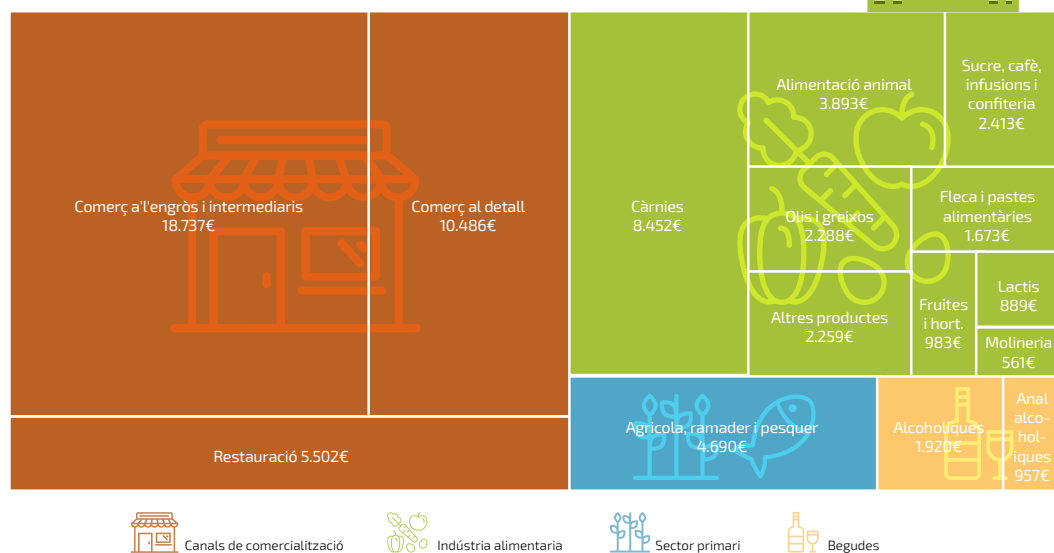 Comerç a'l'engròs i intermediaris
18.737€
Comerç al detall
10.486€
Restauració 5.502€
Càrnies
8.452€
Alimentació animal
3.893€
Sucre, cafè,
infusions i
confiteria
2.413€
Olis i greixos
2.288€
Fleca i pastes
alimentàries
1.673€
Altres productes
2.259€
Fruites
i hort.
983€
Lactis
889€
Molineria
561€
Agricola, ramader i pesquer
4.690€
Alcohòliques
1.920€
Anal
alco-
hol-
iques
957€
Canals de comercialització
Indústria alimentaria
Sector primari
Begudes